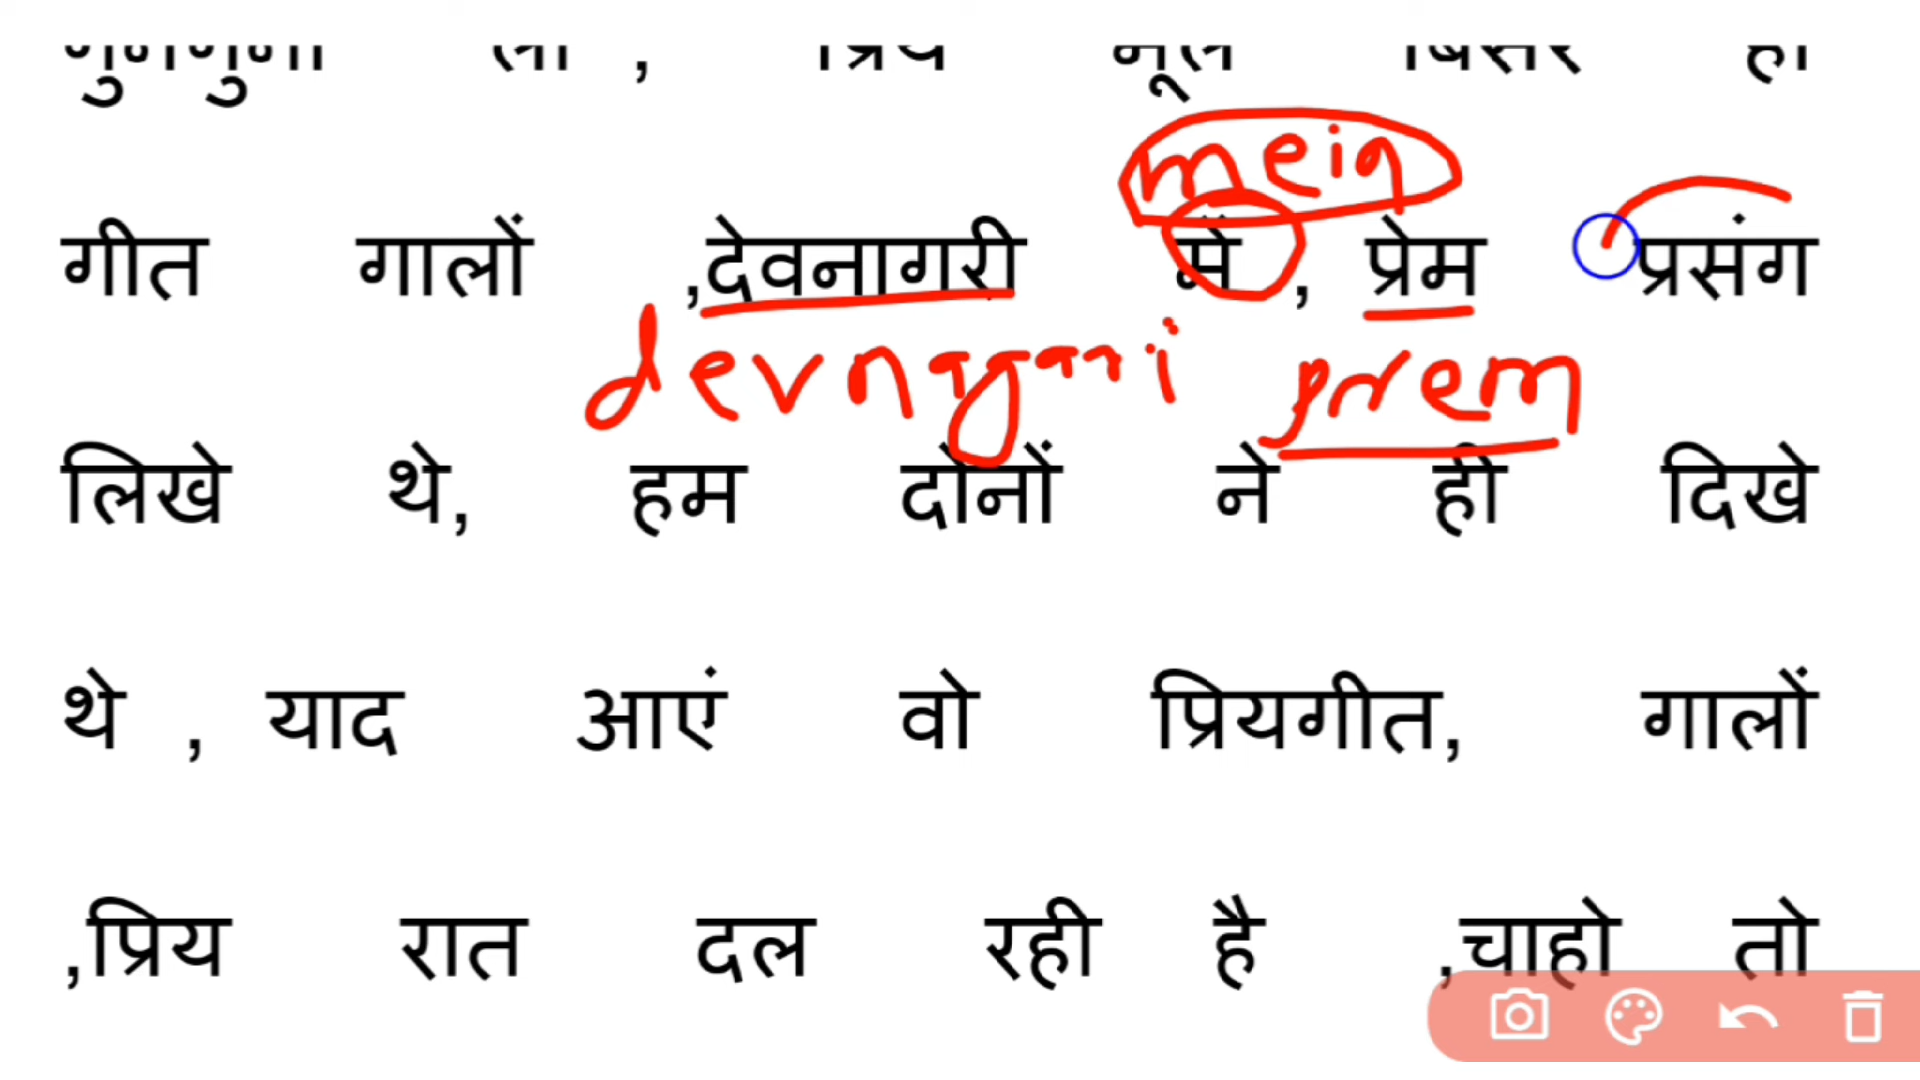 mein
गीत गालों ,देवनागरी में , प्रेम प्रसंग
devnagari prem
लिखे थे, हम दोनों ने ही दिखे
थे , याद आएं वो प्रियगीत, गालों
,प्रिय रात दल रही है ,चाहो तो